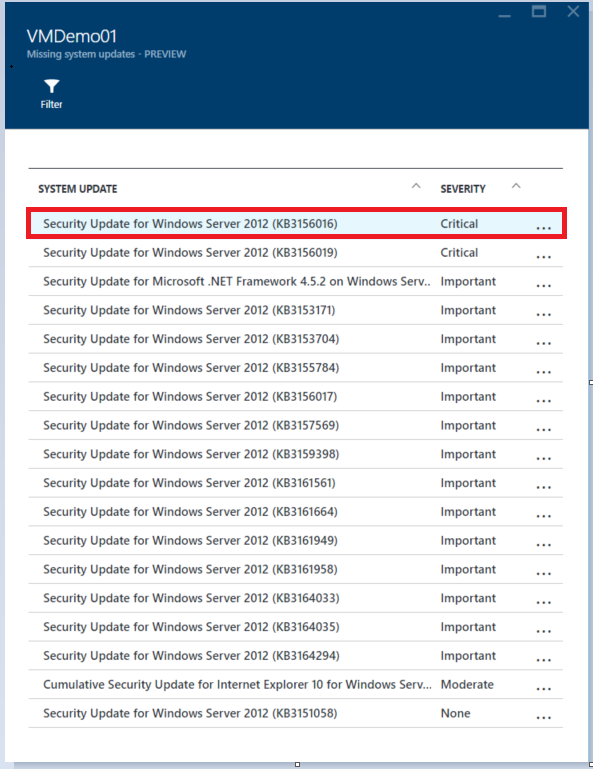 VMDemo01
Missing system updates - PREVIEW
Filter
SYSTEM UPDATE SEVERITY
Security Update for Windows Server 2012 (KB3156016) Critical ...
Security Update for Windows Server 2012 (KB3156019) Critical ...
Security Update for Microsoft .NET Framework 4.5.2 on Windows Serv.. Important ...
Security Update for Windows Server 2012 (KB3153171) Important ...
Security Update for Windows Server 2012 (KB3153704) Important ...
Security Update for Windows Server 2012 (KB3155784) Important ...
Security Update for Windows Server 2012 (KB3156017) Important ...
Security Update for Windows Server 2012 (KB3157569) Important ...
Security Update for Windows Server 2012 (KB3159398) Important ...
Security Update for Windows Server 2012 (KB3161561) Important ...
Security Update for Windows Server 2012 (KB3161664) Important ...
Security Update for Windows Server 2012 (KB3161949) Important ...
Security Update for Windows Server 2012 (KB3161958) Important ...
Security Update for Windows Server 2012 (KB3164033) Important ...
Security Update for Windows Server 2012 (KB3164035) Important ...
Security Update for Windows Server 2012 (KB3164294) Important ...
Cumulative Security Update for Internet Explorer 10 for Windows Serv... Moderate ...
Security Update for Windows Server 2012 (KB3151058) None ...